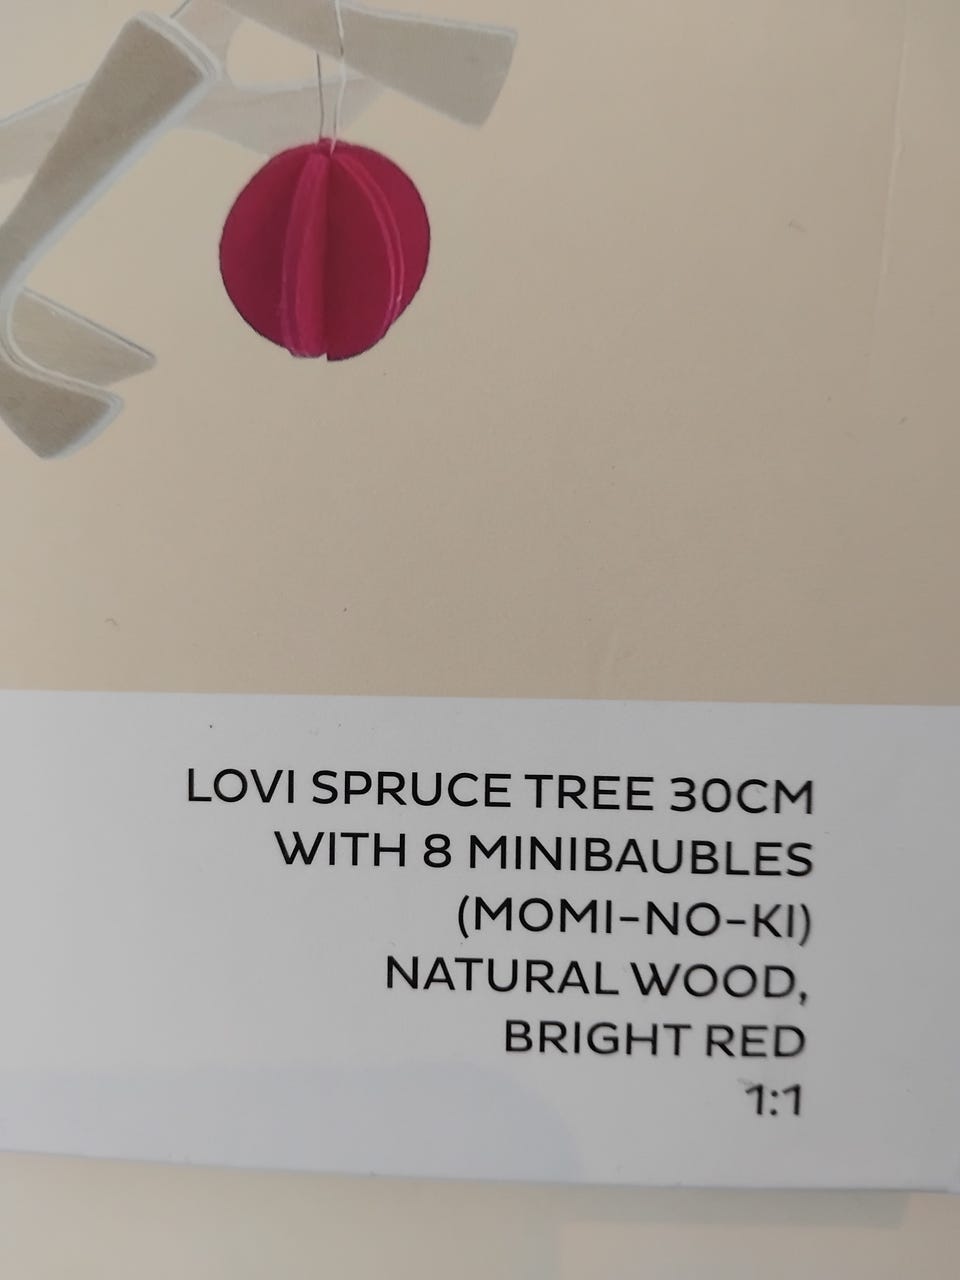 LOVI SPRUCE TREE 30CM
WITH 8 MINIBAUBLES
(MOMI-NO-KI)
NATURAL WOOD,
BRIGHT RED
1:1